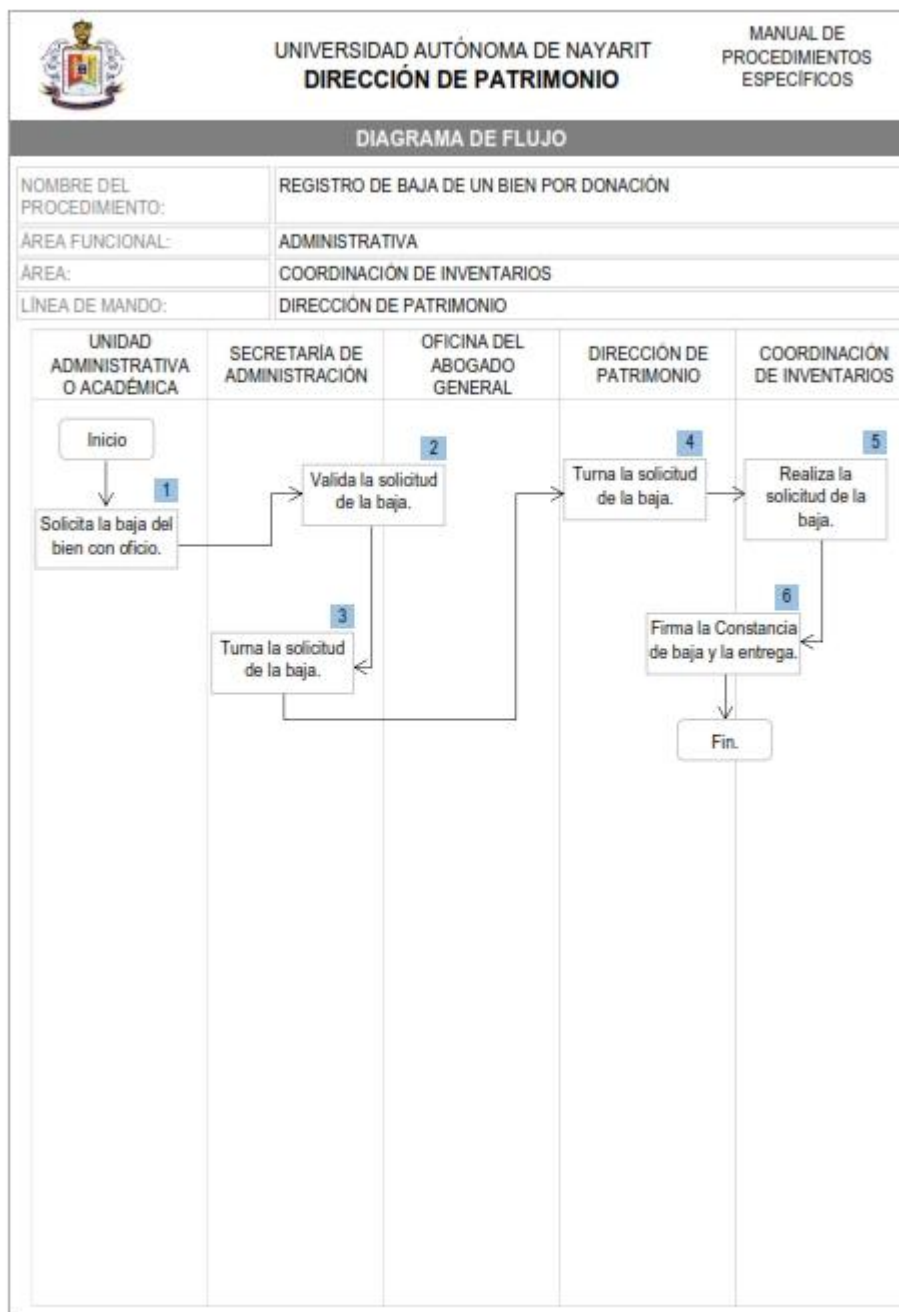 UNIVERSIDAD AUTÓNOMA DE NAYARIT
DIRECCIÓN DE PATRIMONIO
MANUAL DE
PROCEDIMIENTOS
ESPECÍFICOS
DIAGRAMA DE FLUJO
NOMBRE DEL
PROCEDIMIENTO:
REGISTRO DE BAJA DE UN BIEN POR DONACIÓN
ÁREA FUNCIONAL:
ADMINISTRATIVA
ÁREA:
COORDINACIÓN DE INVENTARIOS
LÍNEA DE MANDO:
DIRECCIÓN DE PATRIMONIO
UNIDAD
ADMINISTRATIVA
O ACADÉMICA
SECRETARÍA DE
ADMINISTRACIÓN
OFICINA DEL
ABOGADO
GENERAL
DIRECCIÓN DE
PATRIMONIO
COORDINACIÓN
DE INVENTARIOS
Inicio
1
Solicita la baja del
bien con oficio.
2
Valida la solicitud
de la baja.
3
Turna la solicitud
de la baja.
4
Turna la solicitud
de la baja.
5
Realiza la
solicitud de la
baja.
6
Firma la Constancia
de baja y la entrega.
Fin.